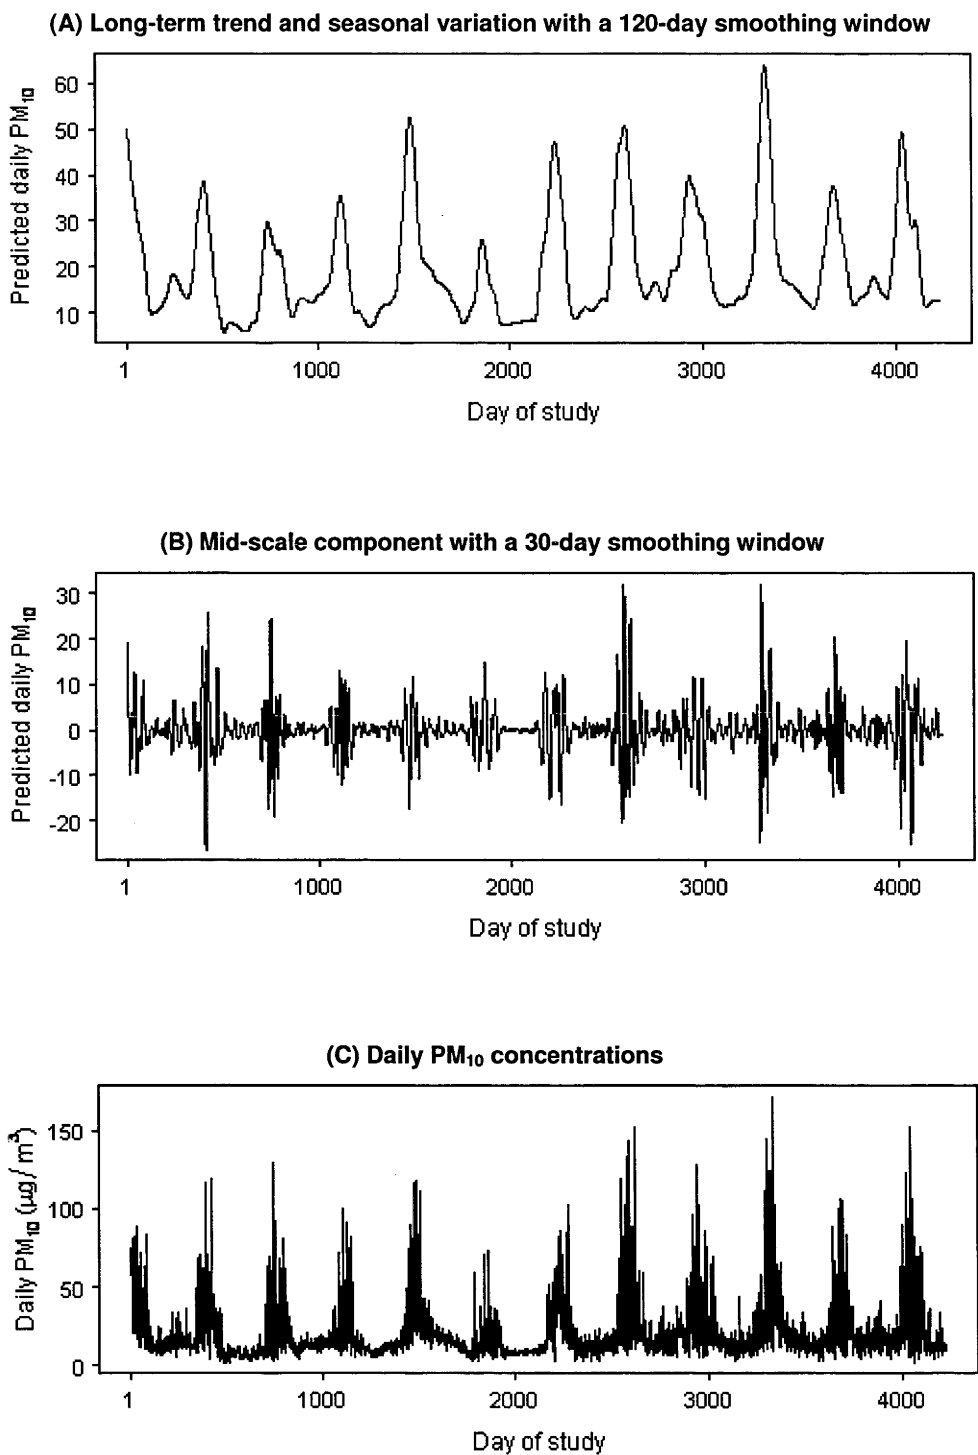 (A) Long-term trend and seasonal variation with a 120-day smoothing window
Predicted daily PM10
60
50
40
30
20
10
1 1000 2000 3000 4000
Day of study
(B) Mid-scale component with a 30-day smoothing window
Predicted daily PM10
30
20
10
0
-10
-20
1 1000 2000 3000 4000
Day of study
(C) Daily PM₁₀ concentrations
Daily PM10 (µg/m³)
150
100
50
0
1 1000 2000 3000 4000
Day of study